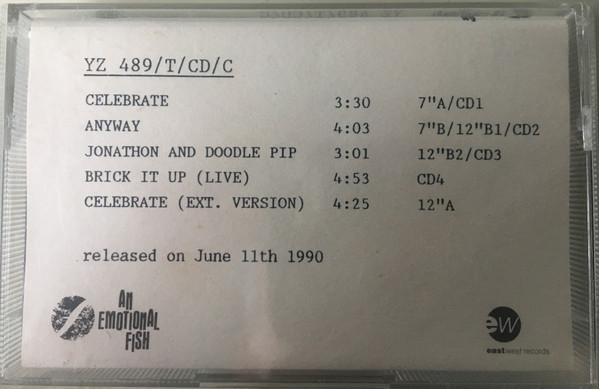 YZ 489/T/CD/C
CELEBRATE 3:30 7"A/CD1
ANYWAY 4:03 7"B/12"B1/CD2
JONATHON AND DOODLE PIP 3:01 12"B2/CD3
BRICK IT UP (LIVE) 4:53 CD4
CELEBRATE (EXT. VERSION) 4:25 12"A
released on June 11th 1990
AN
EMOTIONAL
FISH
ew
eastwest records